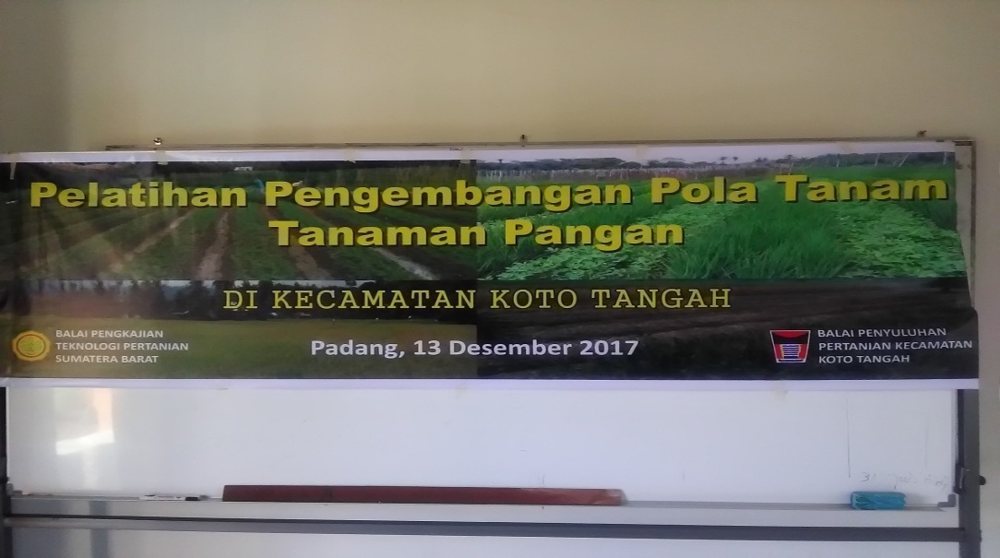 Pelatihan Pengembangan Pola Tanam
Tanaman Pangan
DI KECAMATAN KOTO TANGAH
Padang, 13 Desember 2017
BALAI PENGKAJIAN
TEKNOLOGI PERTANIAN
SUMATERA BARAT
BALAI PENYULUHAN
PERTANIAN KECAMATAN
KOTO TANGAH